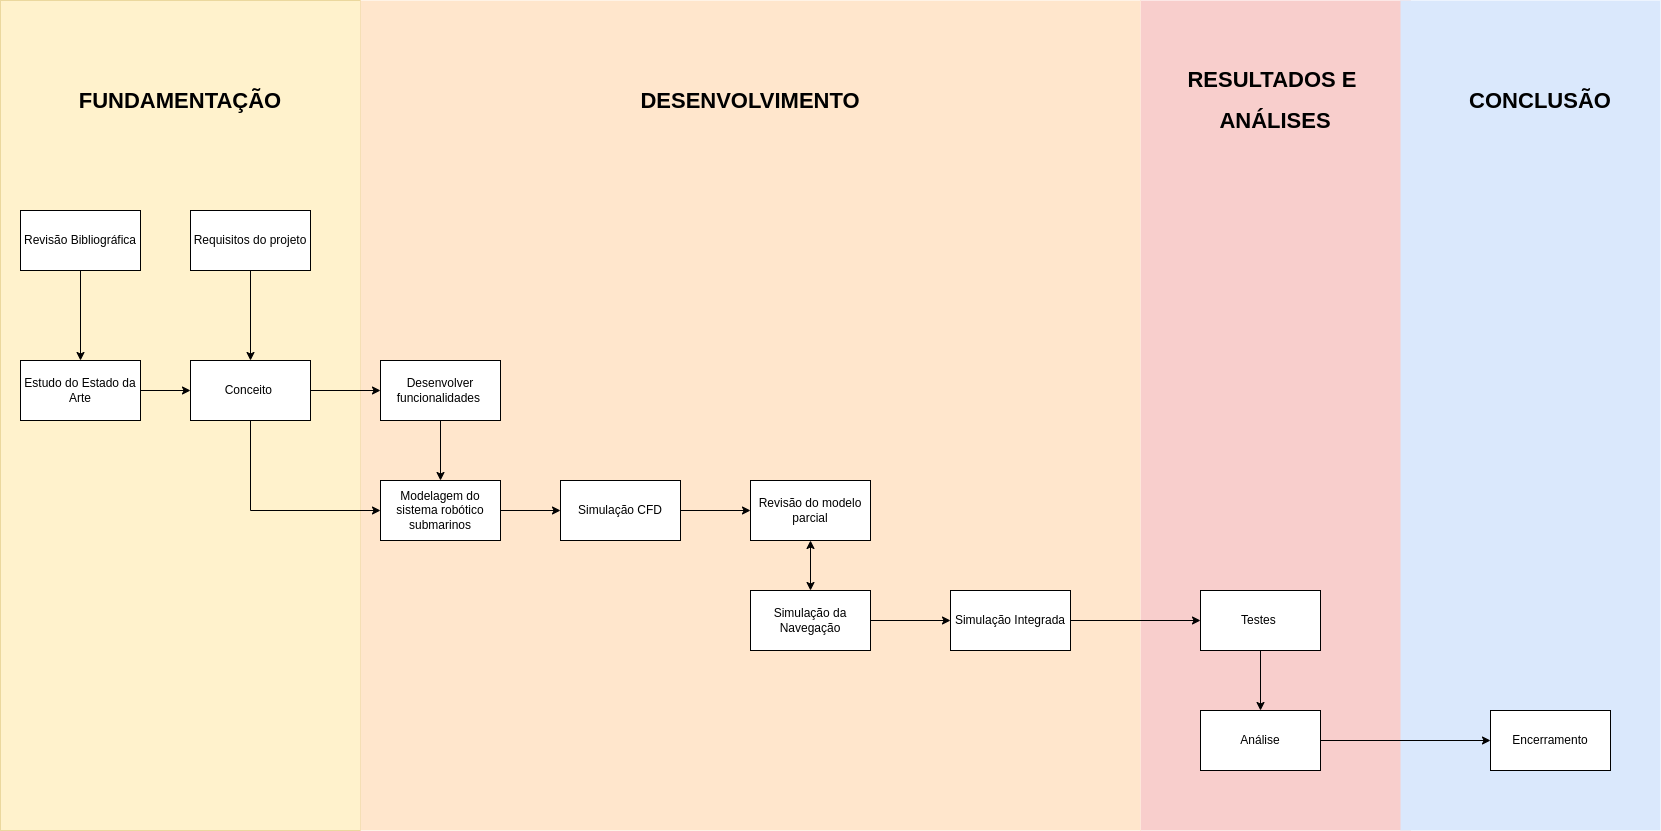 FUNDAMENTAÇÃO
DESENVOLVIMENTO
RESULTADOS E
ANÁLISES
CONCLUSÃO
Revisão Bibliográfica
Requisitos do projeto
Estudo do Estado da
Arte
Conceito
Desenvolver
funcionalidades
Modelagem do
sistema robótico
submarinos
Simulação CFD
Revisão do modelo
parcial
Simulação da
Navegação
Simulação Integrada
Testes
Análise
Encerramento